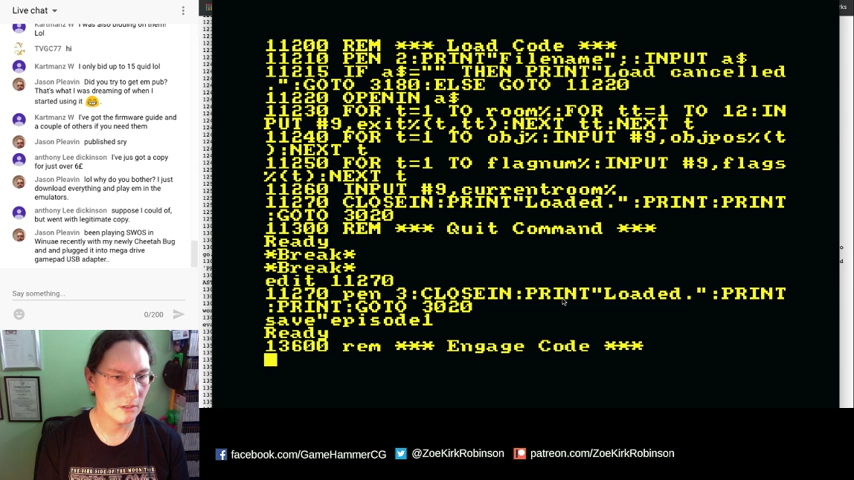 Live chat
Kartmanz W I was also bidding on them!
Lol
TVGC77 hi
Kartmanz W I only bid up to 15 quid lol
Jason Pleavin Did you try to get em pub?
That's what I was dreaming of when I
started using it
Kartmanz W I've got the firmware guide and
a couple of others if you need them
Jason Pleavin published sry
anthony Lee dickinson I've jus got a copy
for just over 6£
Jason Pleavin lol why do you bother? I just
download everything and play em in the
emulators.
anthony Lee dickinson suppose I could of,
but went with legitimate copy.
Jason Pleavin been playing SWOS in
Winuae recently with my newly Cheetah Bug
and and plugged it into mega drive
gamepad USB adapter..
Say something...
0/200
11200 REM *** Load Code ***
11210 PEN 2:PRINT"Filename";:INPUT a$
11215 IF a$="" THEN PRINT"Load cancelled
.":GOTO 3180:ELSE GOTO 11220
11220 OPENIN a$
11230 FOR t=1 TO room%:FOR tt=1 TO 12:IN
PUT #9,exit%(t,tt):NEXT tt:NEXT t
11240 FOR t=1 TO obj%:INPUT #9,objpos%(t
):NEXT t
11250 FOR t=1 TO flagnum%:INPUT #9,flags
%(t):NEXT t
11260 INPUT #9,currentroom%
11270 CLOSEIN:PRINT"Loaded.":PRINT:PRINT
:GOTO 3020
11300 REM *** Quit Command ***
Ready
*Break*
*Break*
edit 11270
11270 pen 3:CLOSEIN:PRINT"Loaded.":PRINT
:PRINT:GOTO 3020
save"episode1
Ready
13600 rem *** Engage Code ***
facebook.com/GameHammerCG @ZoeKirkRobinson patreon.com/ZoeKirkRobinson